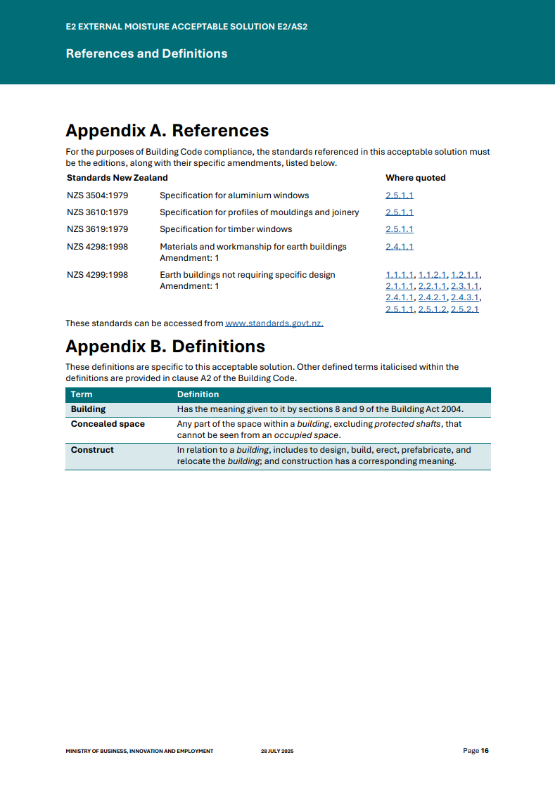 E2 EXTERNAL MOISTURE ACCEPTABLE SOLUTION E2/AS2
References and Definitions
Appendix A. References
For the purposes of Building Code compliance, the standards referenced in this acceptable solution must
be the editions, along with their specific amendments, listed below.
Standards New Zealand Where quoted
NZS 3504:1979 Specification for aluminium windows 2.5.1.1
NZS 3610:1979 Specification for profiles of mouldings and joinery 2.5.1.1
NZS 3619:1979 Specification for timber windows 2.5.1.1
NZS 4298:1998 Materials and workmanship for earth buildings 2.4.1.1
Amendment: 1
NZS 4299:1998 Earth buildings not requiring specific design 1.1.1.1, 1.1.2.1, 1.2.1.1,
Amendment: 1 2.1.1.1, 2.2.1.1, 2.3.1.1,
2.4.1.1, 2.4.2.1, 2.4.3.1,
2.5.1.1, 2.5.1.2, 2.5.2.1
These standards can be accessed from www.standards.govt.nz.
Appendix B. Definitions
These definitions are specific to this acceptable solution. Other defined terms italicised within the
definitions are provided in clause A2 of the Building Code.
Term Definition
Building Has the meaning given to it by sections 8 and 9 of the Building Act 2004.
Concealed space Any part of the space within a building, excluding protected shafts, that
cannot be seen from an occupied space.
Construct In relation to a building, includes to design, build, erect, prefabricate, and
relocate the building; and construction has a corresponding meaning.
MINISTRY OF BUSINESS, INNOVATION AND EMPLOYMENT 28 JULY 2025 Page 16